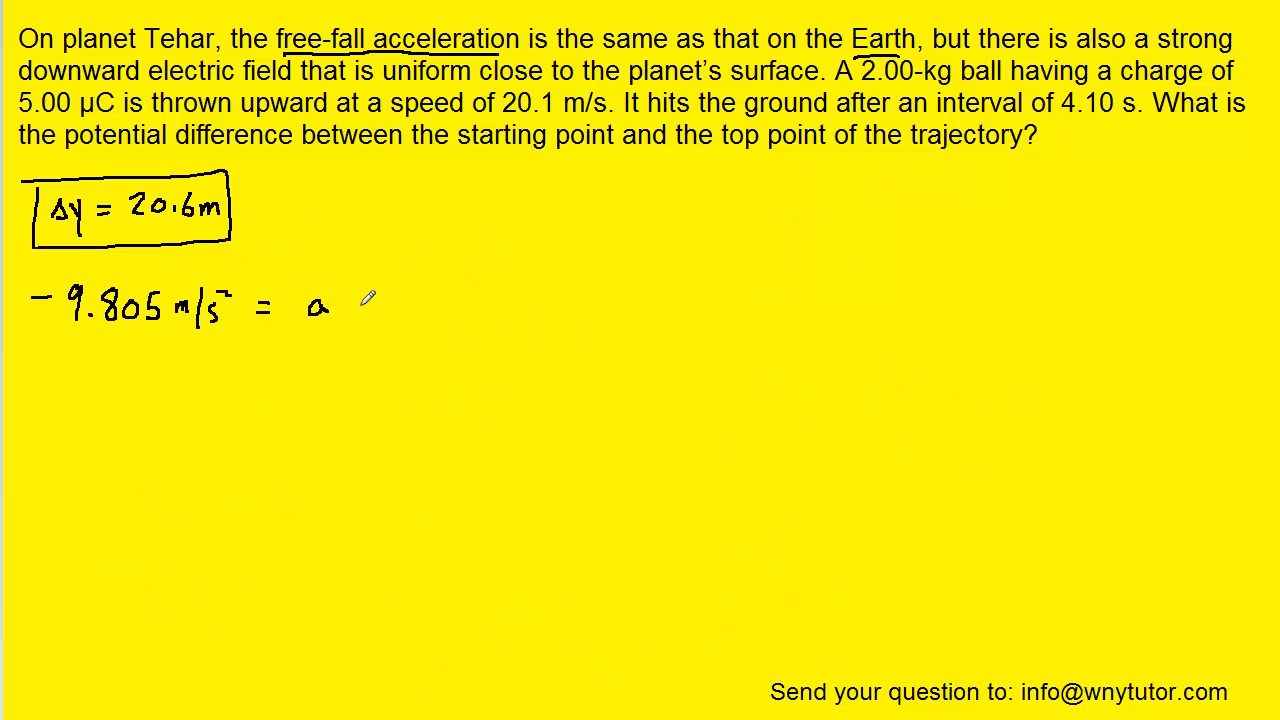 On planet Tehar, the free-fall acceleration is the same as that on the Earth, but there is also a strong
downward electric field that is uniform close to the planet’s surface. A 2.00-kg ball having a charge of
5.00 µC is thrown upward at a speed of 20.1 m/s. It hits the ground after an interval of 4.10 s. What is
the potential difference between the starting point and the top point of the trajectory?
Δy = 20.6m
- 9.805 m/s² = a
Send your question to: info@wnytutor.com